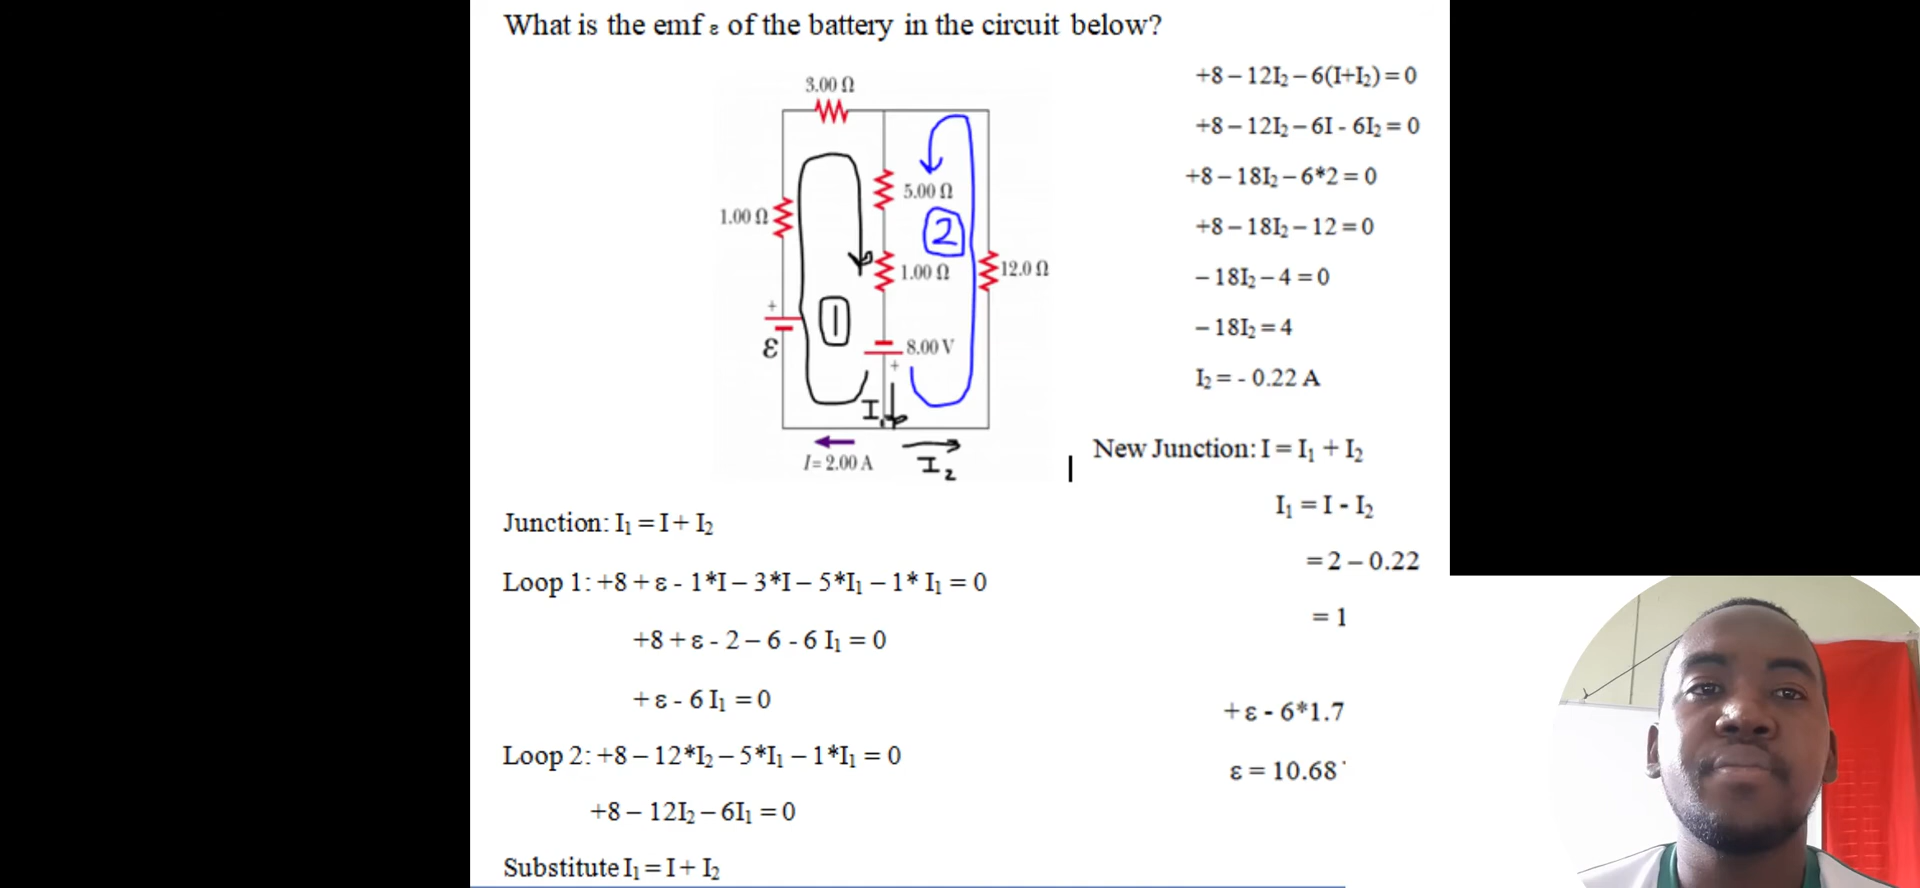 What is the emf ε of the battery in the circuit below?
3.00 Ω
5.00 Ω
1.00 Ω
2
1.00 Ω
12.0 Ω
+
1
ε
8.00 V
+
I₁
I = 2.00 A
I₂
Junction: I₁ = I + I₂
Loop 1: +8 + ε - 1*I – 3*I – 5*I₁ – 1* I₁ = 0
+8 + ε - 2 – 6 - 6 I₁ = 0
+ ε - 6 I₁ = 0
Loop 2: +8 – 12*I₂ – 5*I₁ – 1*I₁ = 0
+8 – 12I₂ – 6I₁ = 0
Substitute I₁ = I + I₂
+8 – 12I₂ – 6(I+I₂) = 0
+8 – 12I₂ – 6I - 6I₂ = 0
+8 – 18I₂ – 6*2 = 0
+8 – 18I₂ – 12 = 0
– 18I₂ – 4 = 0
– 18I₂ = 4
I₂ = - 0.22 A
New Junction: I = I₁ + I₂
I₁ = I - I₂
= 2 – 0.22
= 1
+ ε - 6*1.7
ε = 10.68